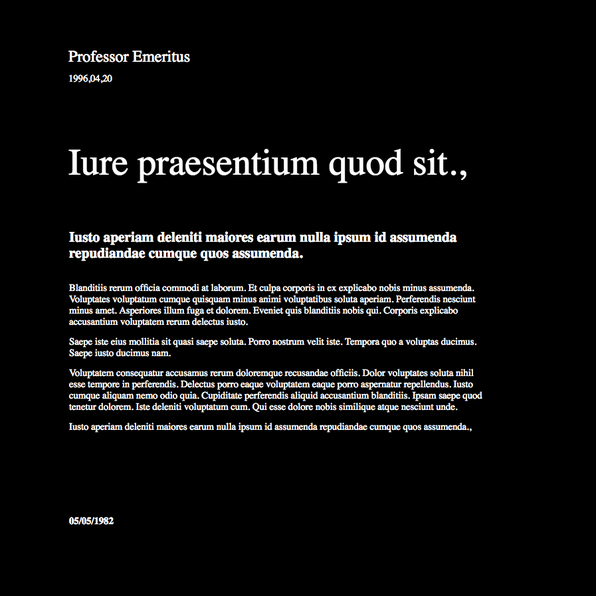 Professor Emeritus
1996,04,20
Iure praesentium quod sit.,
Iusto aperiam deleniti maiores earum nulla ipsum id assumenda
repudiandae cumque quos assumenda.
Blanditiis rerum officia commodi at laborum. Et culpa corporis in ex explicabo nobis minus assumenda.
Voluptates voluptatum cumque quisquam minus animi voluptatibus soluta aperiam. Perferendis nesciunt
minus amet. Asperiores illum fuga et dolorem. Eveniet quis blanditiis nobis qui. Corporis explicabo
accusantium voluptatem rerum delectus iusto.
Saepe iste eius mollitia sit quasi saepe soluta. Porro nostrum velit iste. Tempora quo a voluptas ducimus.
Saepe iusto ducimus nam.
Voluptatem consequatur accusamus rerum doloremque recusandae officiis. Dolor voluptates soluta nihil
esse tempore in perferendis. Delectus porro eaque voluptatem eaque porro aspernatur repellendus. Iusto
cumque aliquam nemo odio quia. Cupiditate perferendis aliquid accusantium blanditiis. Ipsam saepe quod
tenetur dolorem. Iste deleniti voluptatum cum. Qui esse dolore nobis similique atque nesciunt unde.
Iusto aperiam deleniti maiores earum nulla ipsum id assumenda repudiandae cumque quos assumenda.,
05/05/1982